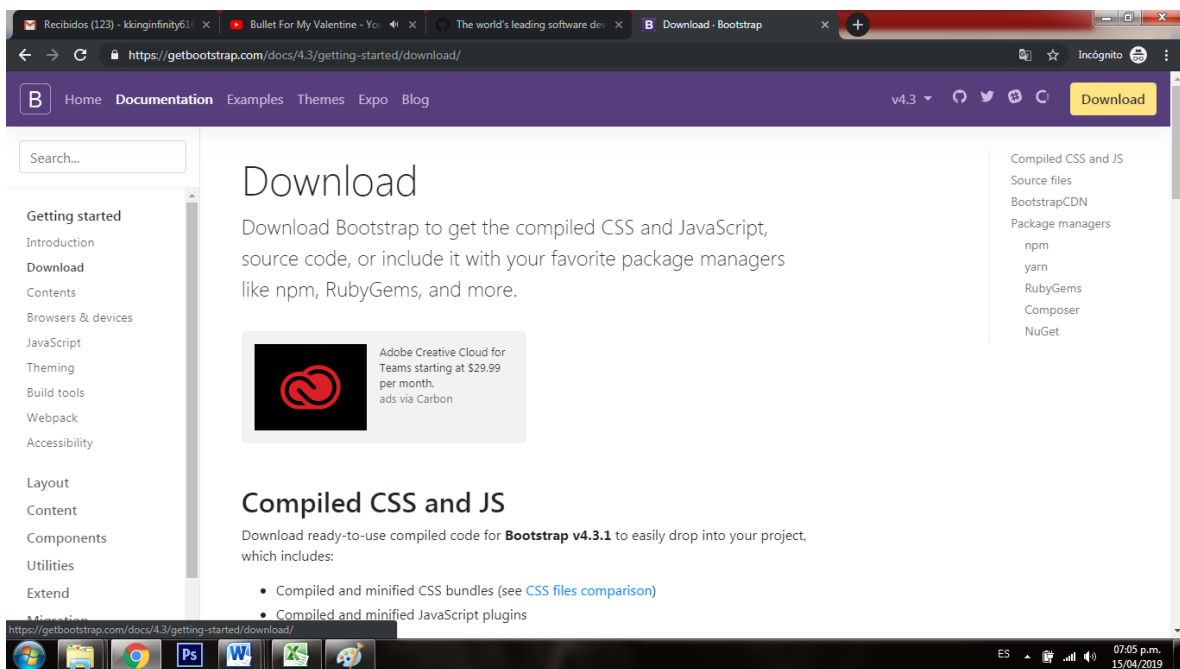 Recibidos (123) - kkinginfinity61
Bullet For My Valentine - You
The world's leading software dev
B Download · Bootstrap
https://getbootstrap.com/docs/4.3/getting-started/download/
Incógnito
B Home Documentation Examples Themes Expo Blog
v4.3
Download
Search...
Getting started
Introduction
Download
Contents
Browsers & devices
JavaScript
Theming
Build tools
Webpack
Accessibility
Layout
Content
Components
Utilities
Extend
Migration
https://getbootstrap.com/docs/4.3/getting-started/download/
Download
Download Bootstrap to get the compiled CSS and JavaScript,
source code, or include it with your favorite package managers
like npm, RubyGems, and more.
Adobe Creative Cloud for
Teams starting at $29.99
per month.
ads via Carbon
Compiled CSS and JS
Download ready-to-use compiled code for Bootstrap v4.3.1 to easily drop into your project,
which includes:
• Compiled and minified CSS bundles (see CSS files comparison)
• Compiled and minified JavaScript plugins
Compiled CSS and JS
Source files
BootstrapCDN
Package managers
npm
yarn
RubyGems
Composer
NuGet
Ps
W
X
ES
07:05 p.m.
15/04/2019